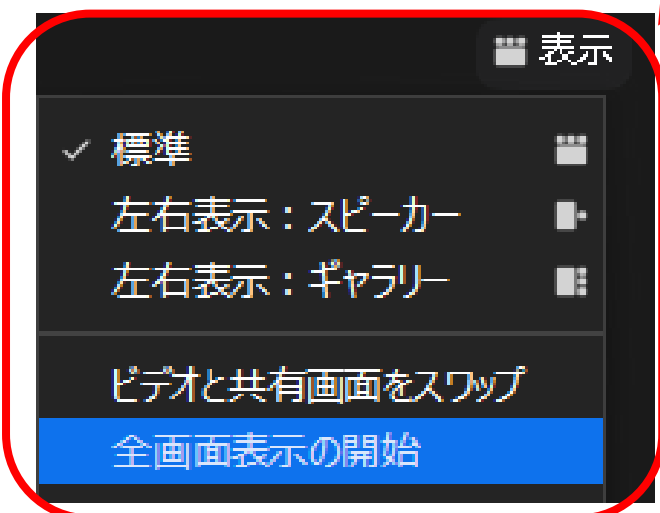 表示
標準
左右表示：スピーカー
左右表示：ギャラリー
ビデオと共有画面をスワップ
全画面表示の開始